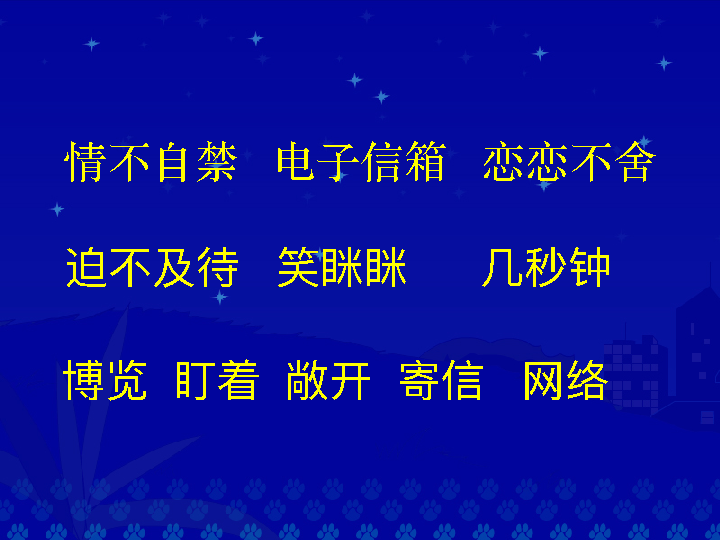 情不自禁 电子信箱 恋恋不舍
迫不及待 笑眯眯 几秒钟
博览 盯着 敞开 寄信 网络